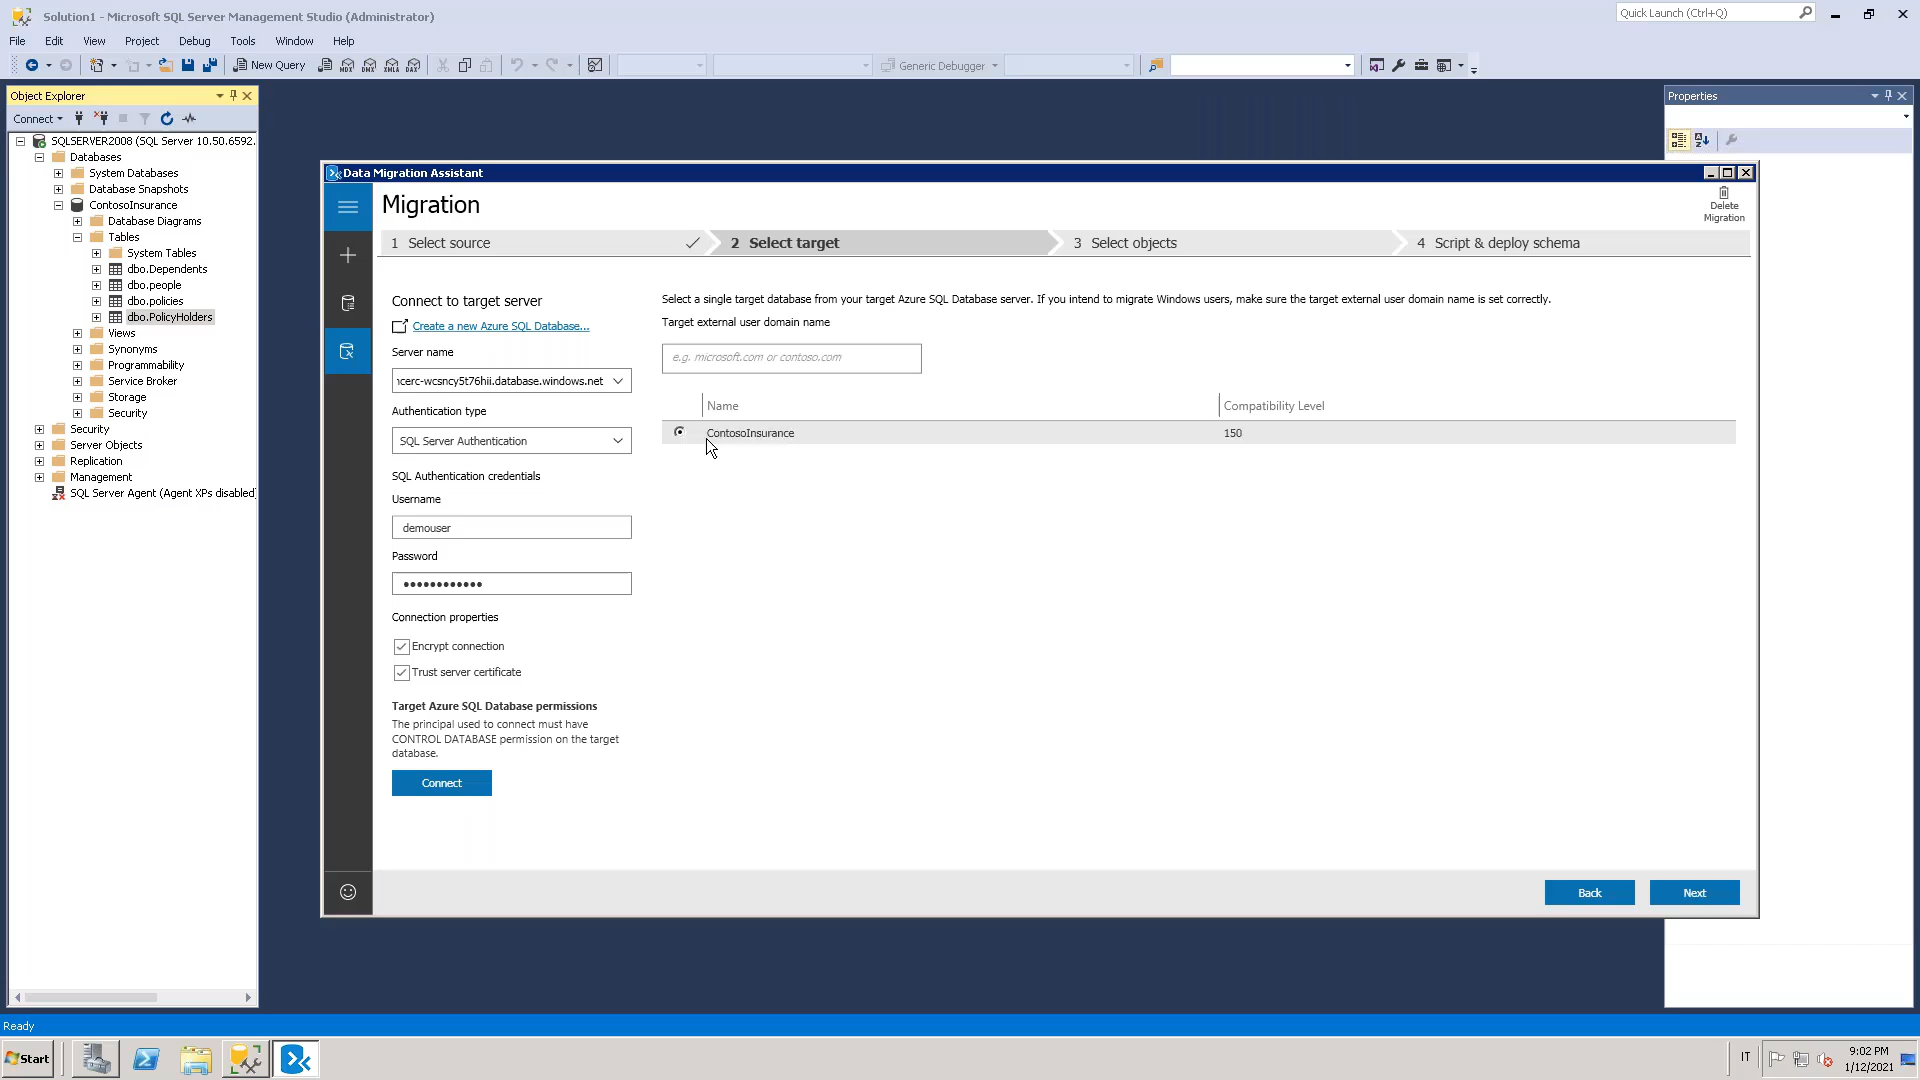 Solution1 - Microsoft SQL Server Management Studio (Administrator)
Quick Launch (Ctrl+Q)
File Edit View Project Debug Tools Window Help
New Query
Generic Debugger
Object Explorer
Connect
SQLSERVER2008 (SQL Server 10.50.6592.
Databases
System Databases
Database Snapshots
ContosoInsurance
Database Diagrams
Tables
System Tables
dbo.Dependents
dbo.people
dbo.policies
dbo.PolicyHolders
Views
Synonyms
Programmability
Service Broker
Storage
Security
Security
Server Objects
Replication
Management
SQL Server Agent (Agent XPs disabled)
Properties
Data Migration Assistant
Migration
Delete
Migration
1 Select source
2 Select target
3 Select objects
4 Script & deploy schema
Connect to target server
Create a new Azure SQL Database...
Server name
ncerc-wcsncy5t76hii.database.windows.net
Authentication type
SQL Server Authentication
SQL Authentication credentials
Username
demouser
Password
Connection properties
Encrypt connection
Trust server certificate
Target Azure SQL Database permissions
The principal used to connect must have
CONTROL DATABASE permission on the target
database.
Connect
Select a single target database from your target Azure SQL Database server. If you intend to migrate Windows users, make sure the target external user domain name is set correctly.
Target external user domain name
e.g. microsoft.com or contoso.com
Name Compatibility Level
ContosoInsurance 150
Back Next
Ready
Start
IT
9:02 PM
1/12/2021